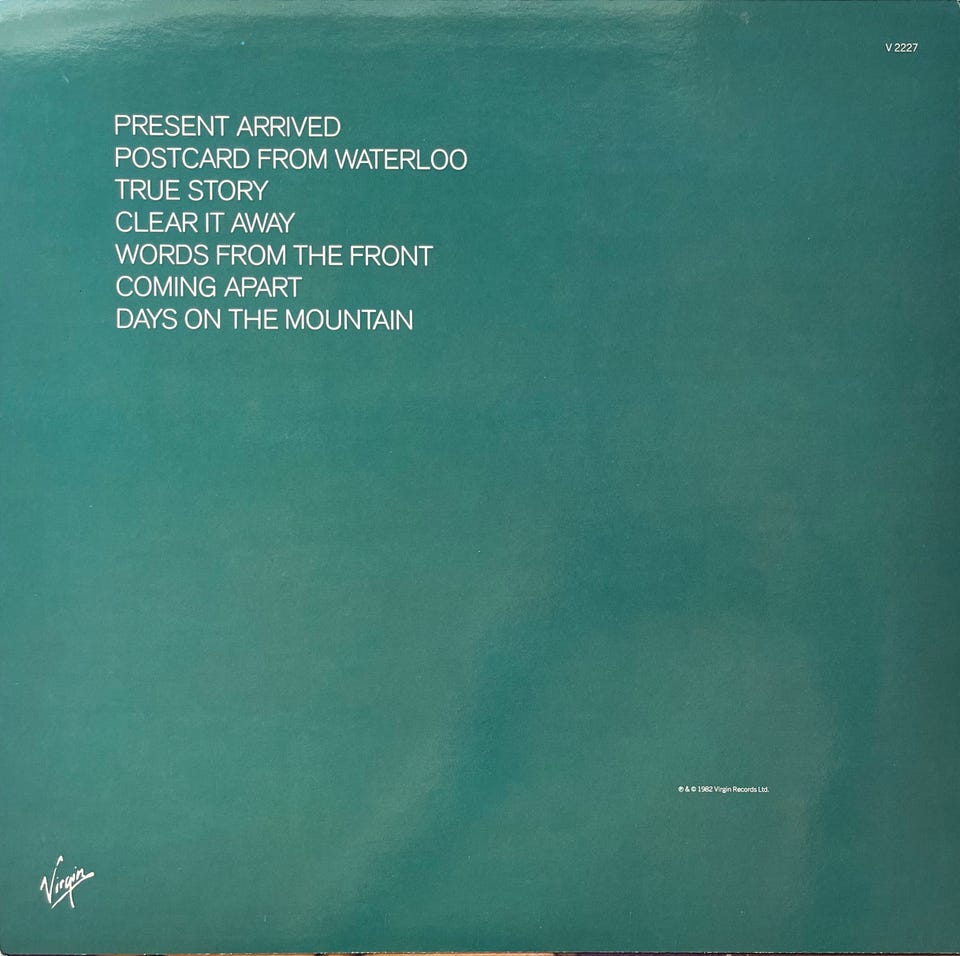 V 2227
PRESENT ARRIVED
POSTCARD FROM WATERLOO
TRUE STORY
CLEAR IT AWAY
WORDS FROM THE FRONT
COMING APART
DAYS ON THE MOUNTAIN
℗ & © 1982 Virgin Records Ltd.
Virgin